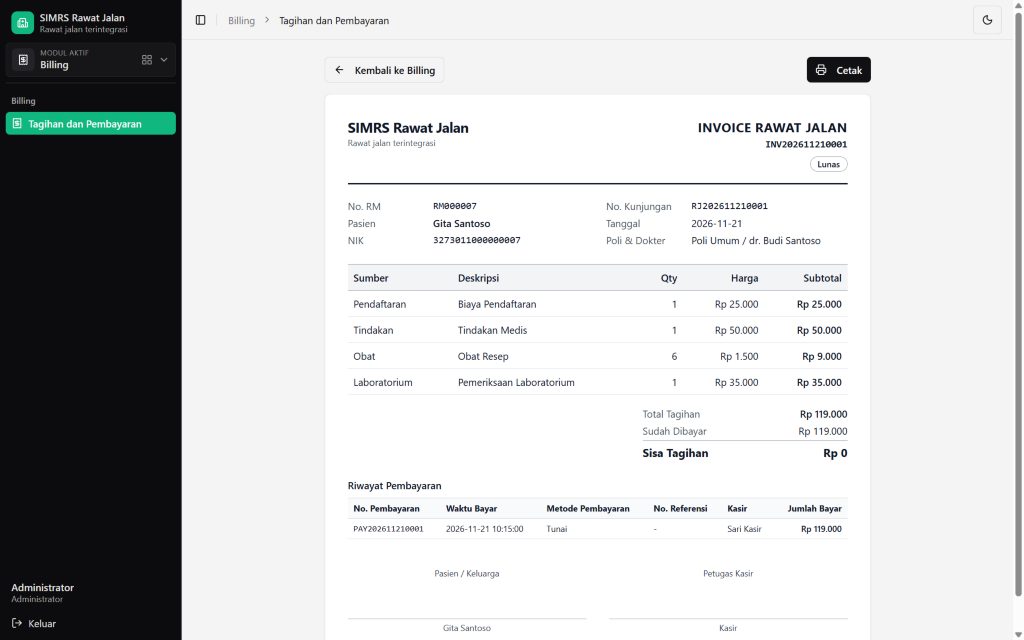 SIMRS Rawat Jalan
Rawat jalan terintegrasi
MODUL AKTIF
Billing
Billing
Tagihan dan Pembayaran
Administrator
Administrator
Keluar
Billing > Tagihan dan Pembayaran
Kembali ke Billing
Cetak
SIMRS Rawat Jalan
Rawat jalan terintegrasi
INVOICE RAWAT JALAN
INV202611210001
Lunas
No. RM RM000007
Pasien Gita Santoso
NIK 3273011000000007
No. Kunjungan RJ202611210001
Tanggal 2026-11-21
Poli & Dokter Poli Umum / dr. Budi Santoso
Sumber Deskripsi Qty Harga Subtotal
Pendaftaran Biaya Pendaftaran 1 Rp 25.000 Rp 25.000
Tindakan Tindakan Medis 1 Rp 50.000 Rp 50.000
Obat Obat Resep 6 Rp 1.500 Rp 9.000
Laboratorium Pemeriksaan Laboratorium 1 Rp 35.000 Rp 35.000
Total Tagihan Rp 119.000
Sudah Dibayar Rp 119.000
Sisa Tagihan Rp 0
Riwayat Pembayaran
No. Pembayaran Waktu Bayar Metode Pembayaran No. Referensi Kasir Jumlah Bayar
PAY202611210001 2026-11-21 10:15:00 Tunai - Sari Kasir Rp 119.000
Pasien / Keluarga Petugas Kasir
Gita Santoso Kasir